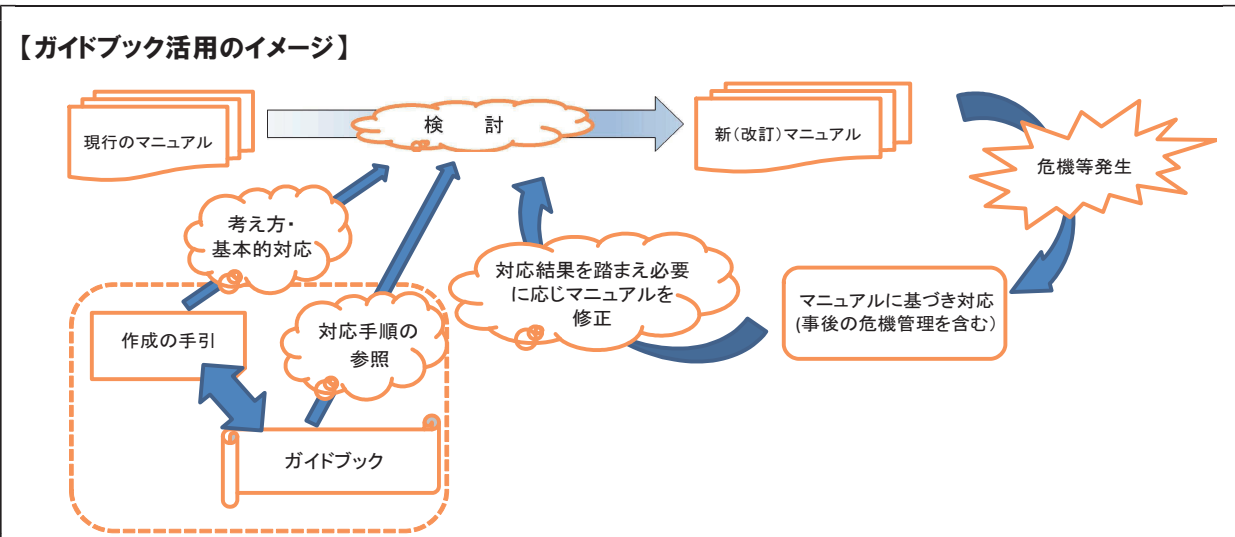 【ガイドブック活用のイメージ】
現行のマニュアル
検　討
新(改訂)マニュアル
危機等発生
考え方・
基本的対応
対応結果を踏まえ必要
に応じマニュアルを
修正
マニュアルに基づき対応
(事後の危機管理を含む)
作成の手引
対応手順の
参照
ガイドブック